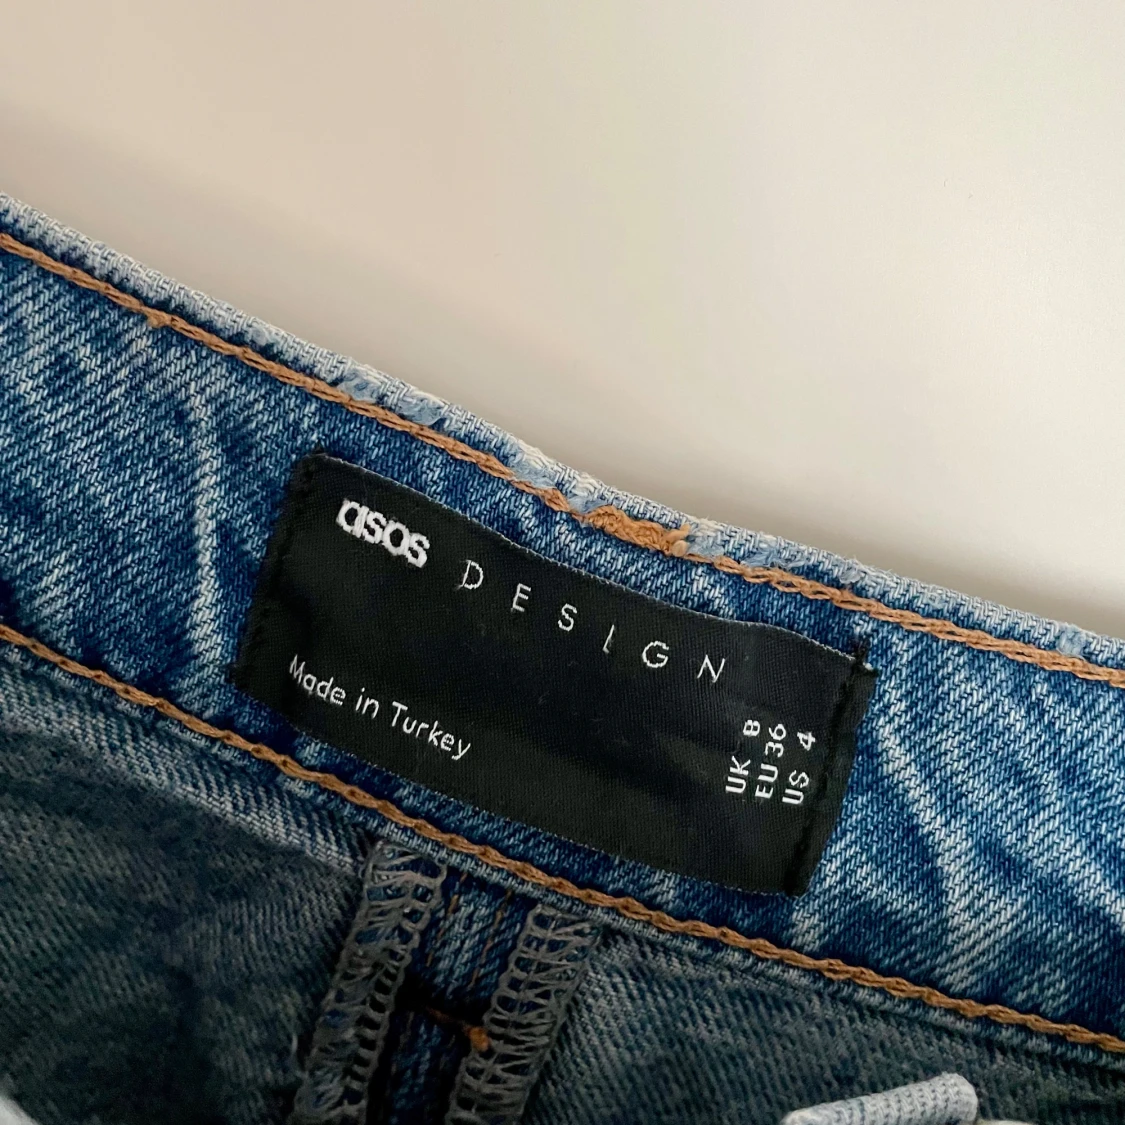 asos DESIGN
Made in Turkey
UK 8
EU 36
US 4